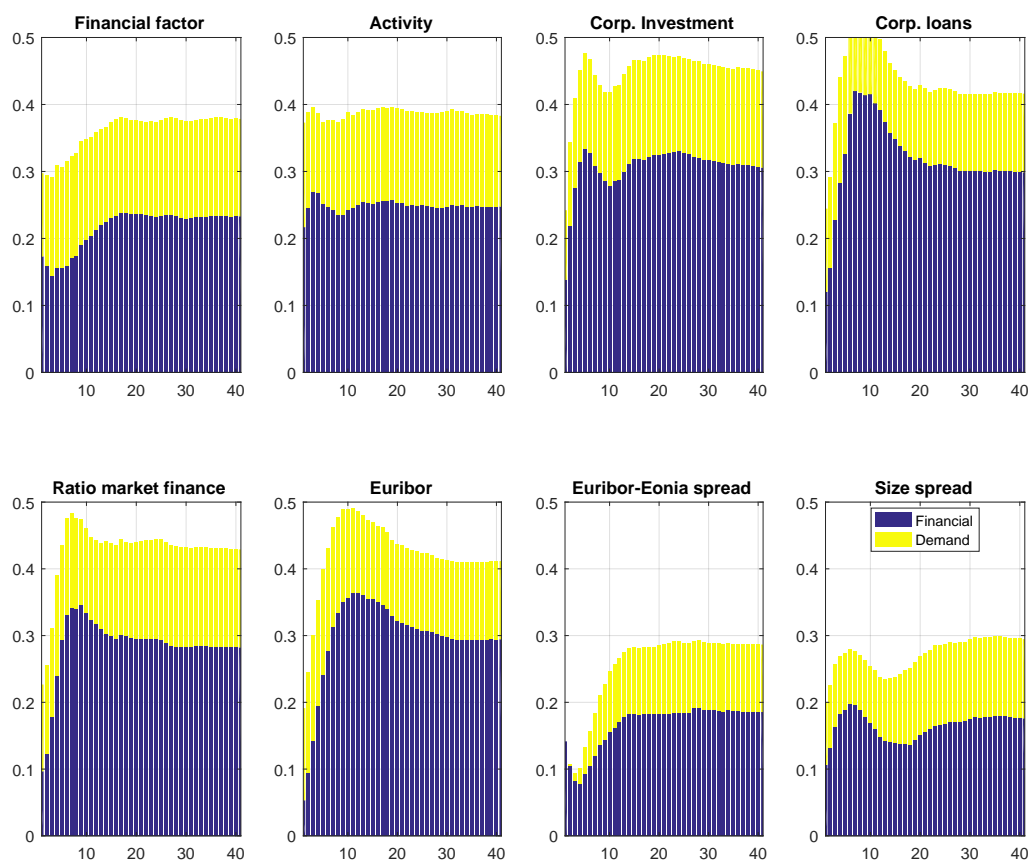 Financial factor
Activity
Corp. Investment
Corp. loans
0.5 0.5 0.5 0.5
0.4 0.4 0.4 0.4
0.3 0.3 0.3 0.3
0.2 0.2 0.2 0.2
0.1 0.1 0.1 0.1
0 0 0 0
10 20 30 40 10 20 30 40 10 20 30 40 10 20 30 40
Ratio market finance
Euribor
Euribor-Eonia spread
Size spread
0.5 0.5 0.5 0.5
Financial
Demand
0.4 0.4 0.4 0.4
0.3 0.3 0.3 0.3
0.2 0.2 0.2 0.2
0.1 0.1 0.1 0.1
0 0 0 0
10 20 30 40 10 20 30 40 10 20 30 40 10 20 30 40